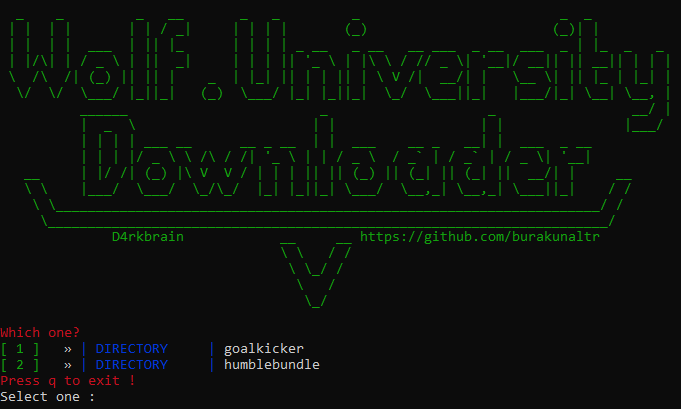 Wolf.University
Downloader
D4rkbrain https://github.com/burakunaltr
Which one?
[ 1 ] » | DIRECTORY | goalkicker
[ 2 ] » | DIRECTORY | humblebundle
Press q to exit !
Select one :